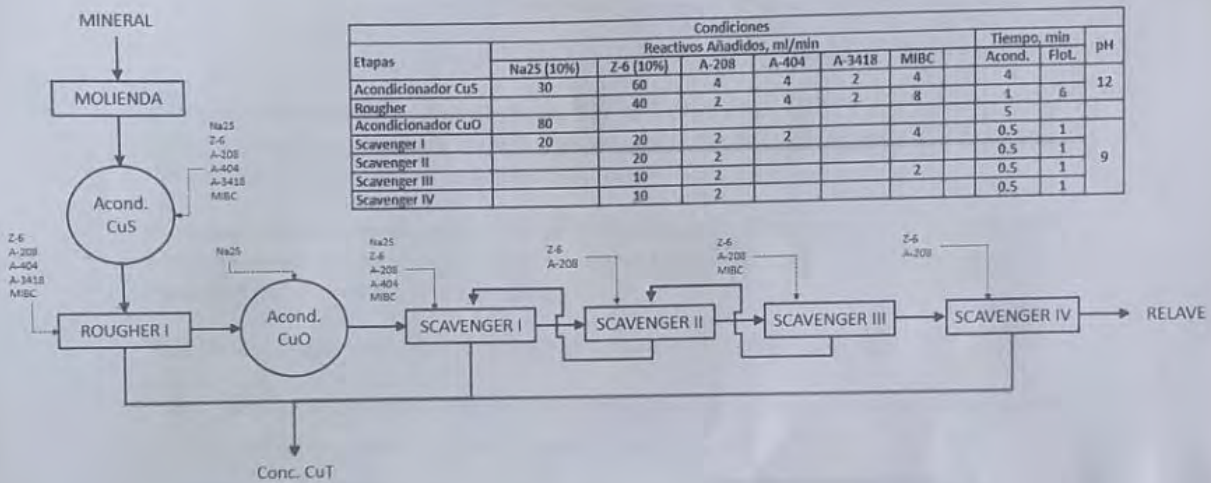 MINERAL
MOLIENDA
Condiciones
Etapas Reactivos Añadidos, ml/min Tiempo, min pH
Na25 (10%) Z-6 (10%) A-208 A-404 A-3418 MIBC Acond. Flot.
Acondicionador CuS 30 60 4 4 2 4 4 12
Rougher 40 2 4 2 8 1 6
Acondicionador CuO 80 5 9
Scavenger I 20 20 2 2 4 0.5 1
Scavenger II 20 2 0.5 1
Scavenger III 10 2 2 0.5 1
Scavenger IV 10 2 0.5 1
Na25
Z-6
A-208
A-404
A-3418
MIBC
Acond.
CuS
Z-6
A-208
A-404
A-3418
MIBC
Na25
Na25
Z-6
A-208
A-404
MIBC
Z-6
A-208
Z-6
A-208
MIBC
Z-6
A-208
ROUGHER I
Acond.
CuO
SCAVENGER I
SCAVENGER II
SCAVENGER III
SCAVENGER IV
RELAVE
Conc. CuT